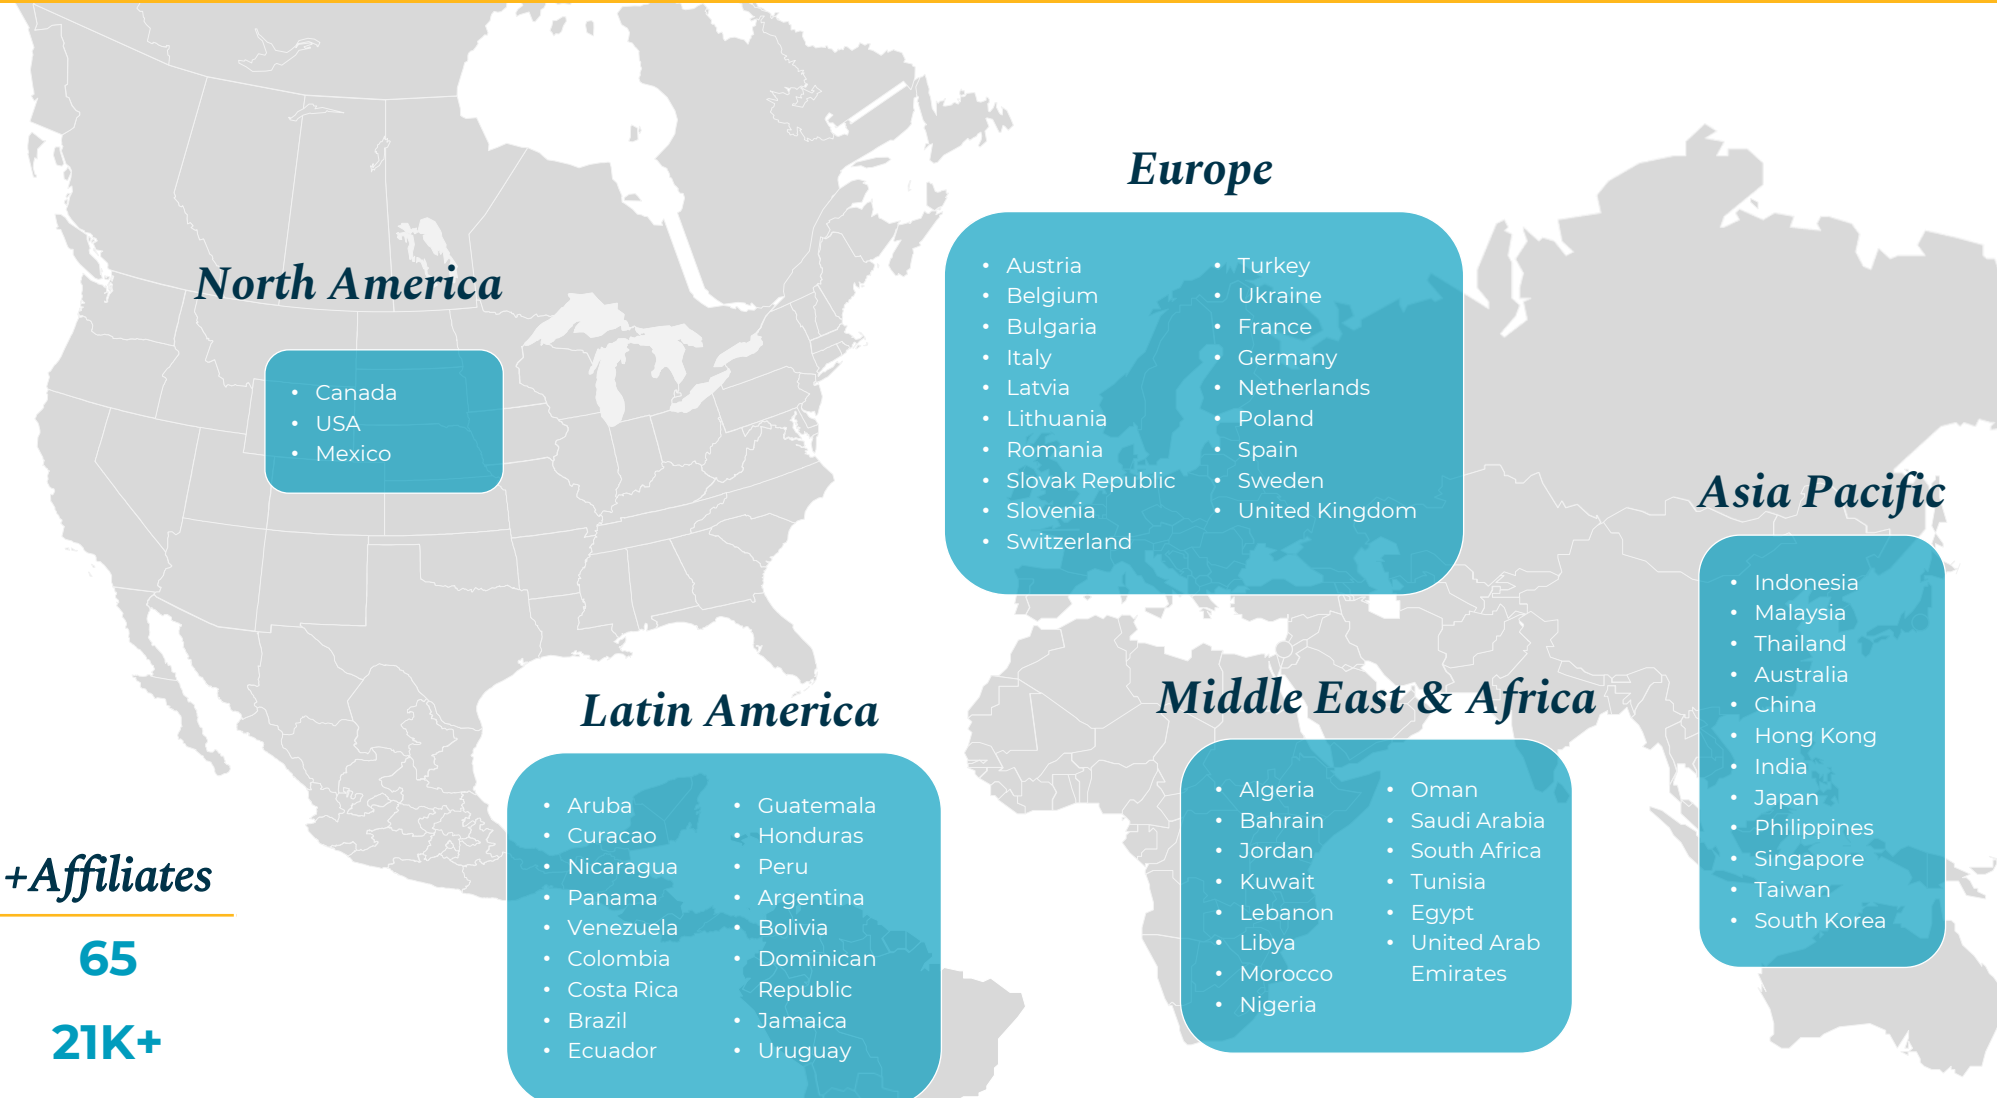 Europe
• Austria
• Belgium
• Bulgaria
• Italy
• Latvia
• Lithuania
• Romania
• Slovak Republic
• Slovenia
• Switzerland
• Turkey
• Ukraine
• France
• Germany
• Netherlands
• Poland
• Spain
• Sweden
• United Kingdom
North America
• Canada
• USA
• Mexico
Asia Pacific
• Indonesia
• Malaysia
• Thailand
• Australia
• China
• Hong Kong
• India
• Japan
• Philippines
• Singapore
• Taiwan
• South Korea
Middle East & Africa
• Algeria
• Bahrain
• Jordan
• Kuwait
• Lebanon
• Libya
• Morocco
• Nigeria
• Oman
• Saudi Arabia
• South Africa
• Tunisia
• Egypt
• United Arab
Emirates
Latin America
• Aruba
• Curacao
• Nicaragua
• Panama
• Venezuela
• Colombia
• Costa Rica
• Brazil
• Ecuador
• Guatemala
• Honduras
• Peru
• Argentina
• Bolivia
• Dominican
Republic
• Jamaica
• Uruguay
+Affiliates
65
21K+